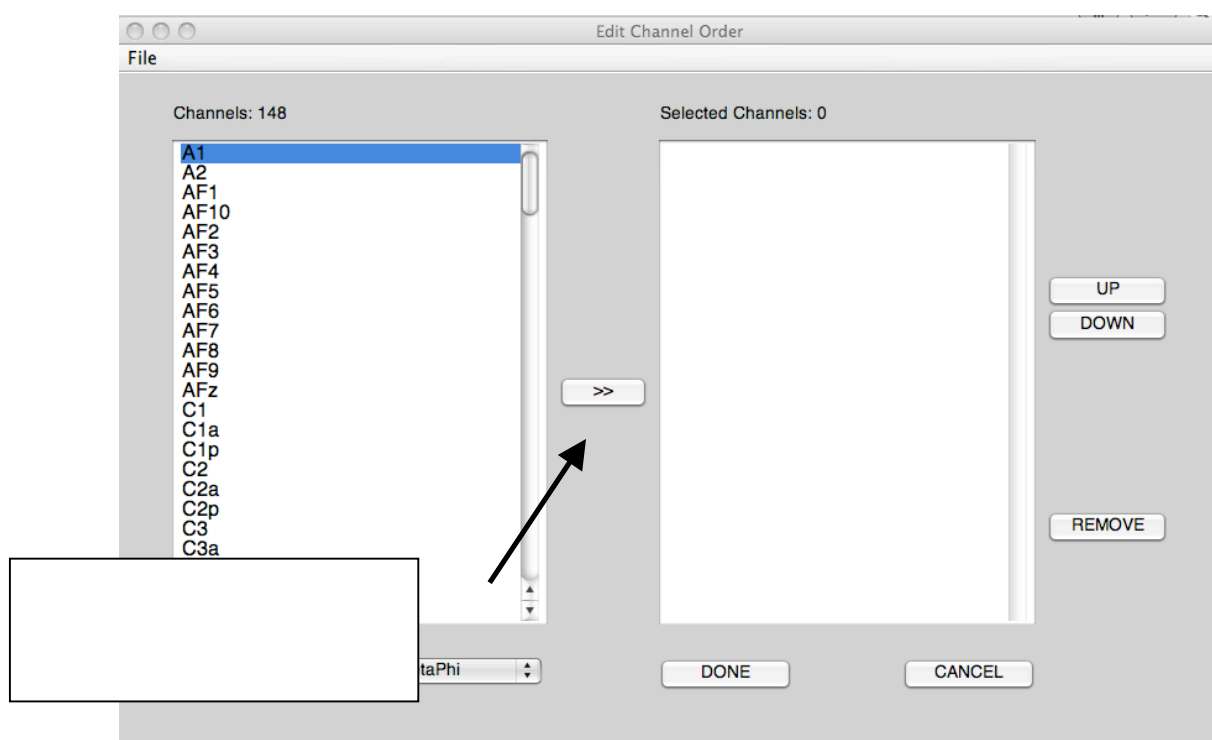 Edit Channel Order
File
Channels: 148
Selected Channels: 0
A1
A2
AF1
AF10
AF2
AF3
AF4
AF5
AF6
AF7
AF8
AF9
AFz
C1
C1a
C1p
C2
C2a
C2p
C3
C3a
>>
UP
DOWN
REMOVE
taPhi
DONE
CANCEL